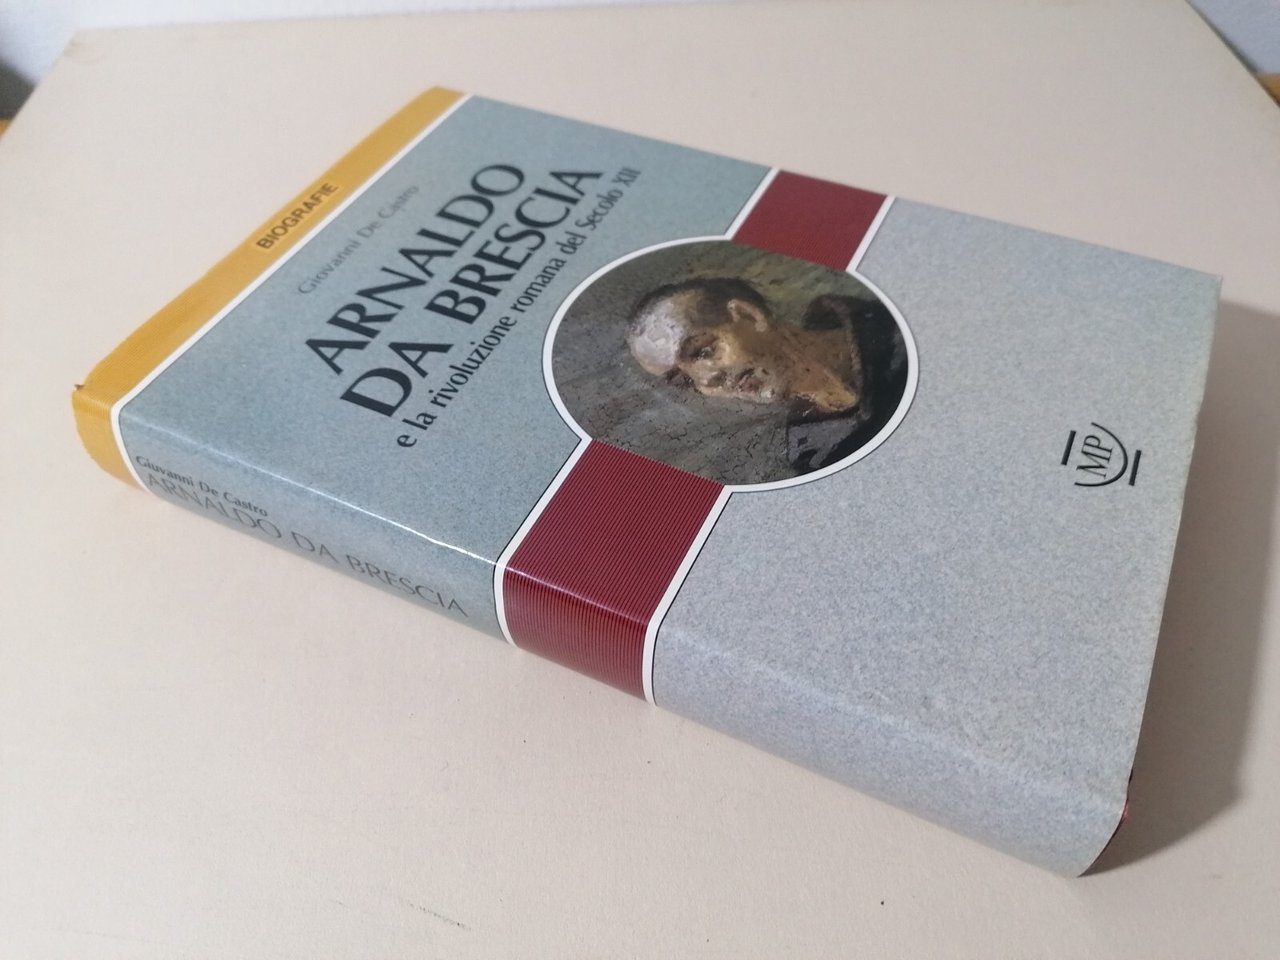 BIOGRAFIE
Giovanni De Castro
ARNALDO
DA BRESCIA
e la rivoluzione romana del Secolo XII
MP
Giovanni De Castro
ARNALDO DA BRESCIA